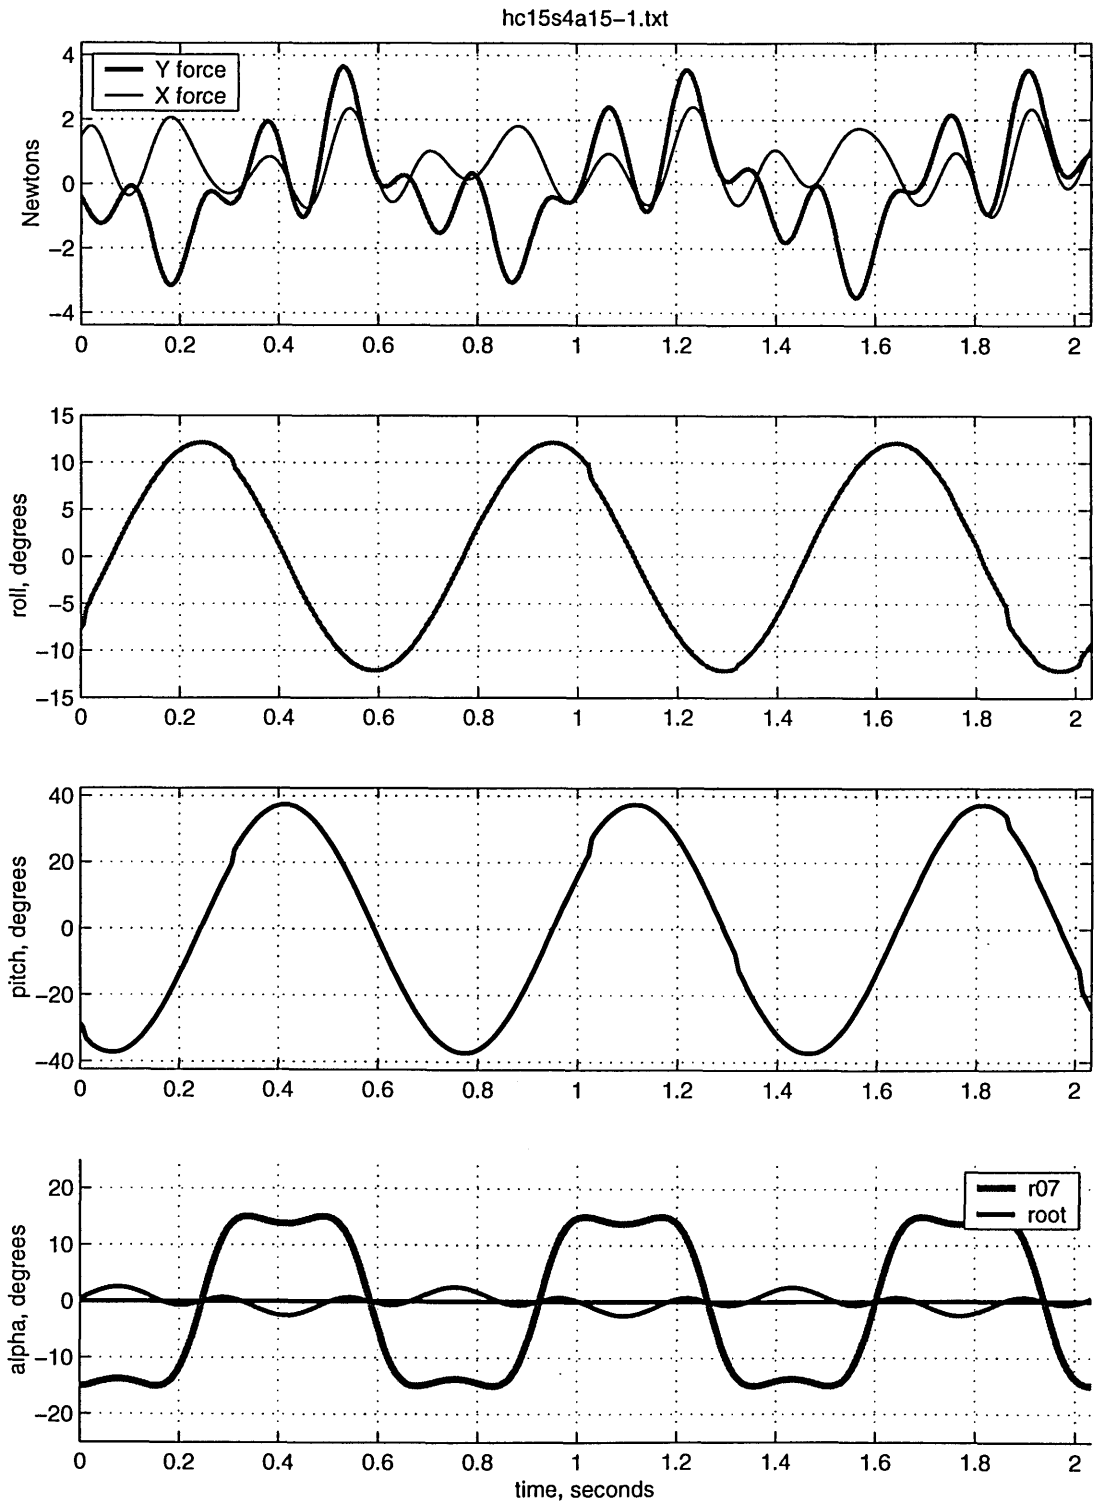 hc15s4a15−1.txt
4
2
0
−2
−4
Newtons
Y force
X force
0 0.2 0.4 0.6 0.8 1 1.2 1.4 1.6 1.8 2
15
10
5
0
−5
−10
−15
roll, degrees
0 0.2 0.4 0.6 0.8 1 1.2 1.4 1.6 1.8 2
40
20
0
−20
−40
pitch, degrees
0 0.2 0.4 0.6 0.8 1 1.2 1.4 1.6 1.8 2
20
10
0
−10
−20
alpha, degrees
r07
root
0 0.2 0.4 0.6 0.8 1 1.2 1.4 1.6 1.8 2
time, seconds